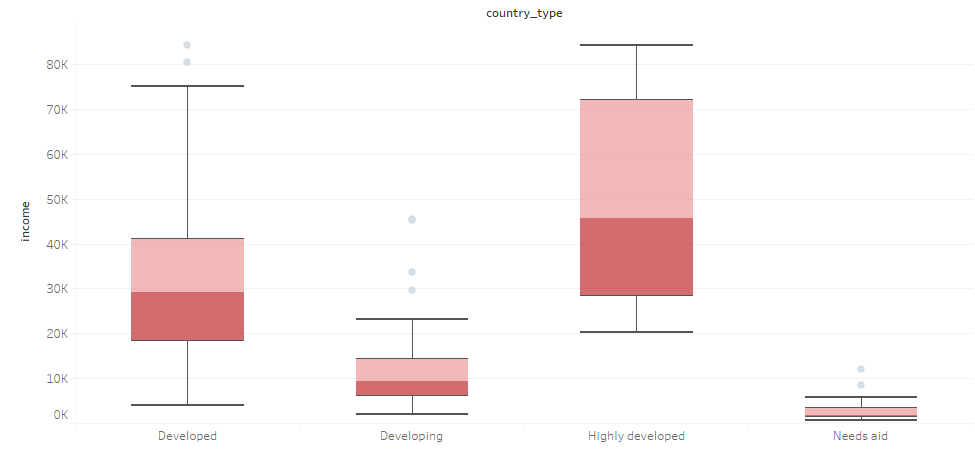 country_type
80K
70K
60K
50K
40K
30K
20K
10K
0K
income
Developed
Developing
Highly developed
Needs aid